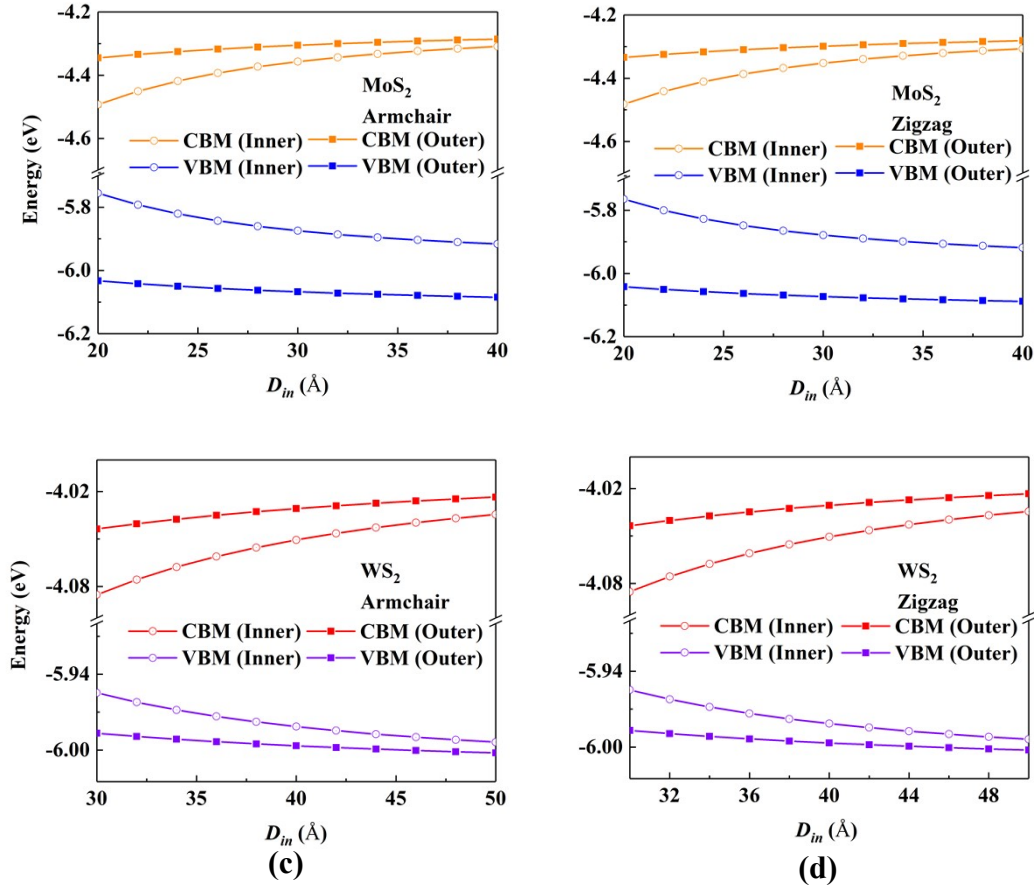 -4.2
-4.4
-4.6
-5.8
-6.0
-6.2
Energy (eV)
MoS2
Armchair
CBM (Inner) CBM (Outer)
VBM (Inner) VBM (Outer)
20 25 30 35 40
Din (Å)
-4.2
-4.4
-4.6
-5.8
-6.0
-6.2
MoS2
Zigzag
CBM (Inner) CBM (Outer)
VBM (Inner) VBM (Outer)
20 25 30 35 40
Din (Å)
-4.02
-4.08
-5.94
-6.00
Energy (eV)
WS2
Armchair
CBM (Inner) CBM (Outer)
VBM (Inner) VBM (Outer)
30 35 40 45 50
Din (Å)
(c)
-4.02
-4.08
-5.94
-6.00
WS2
Zigzag
CBM (Inner) CBM (Outer)
VBM (Inner) VBM (Outer)
32 36 40 44 48
Din (Å)
(d)